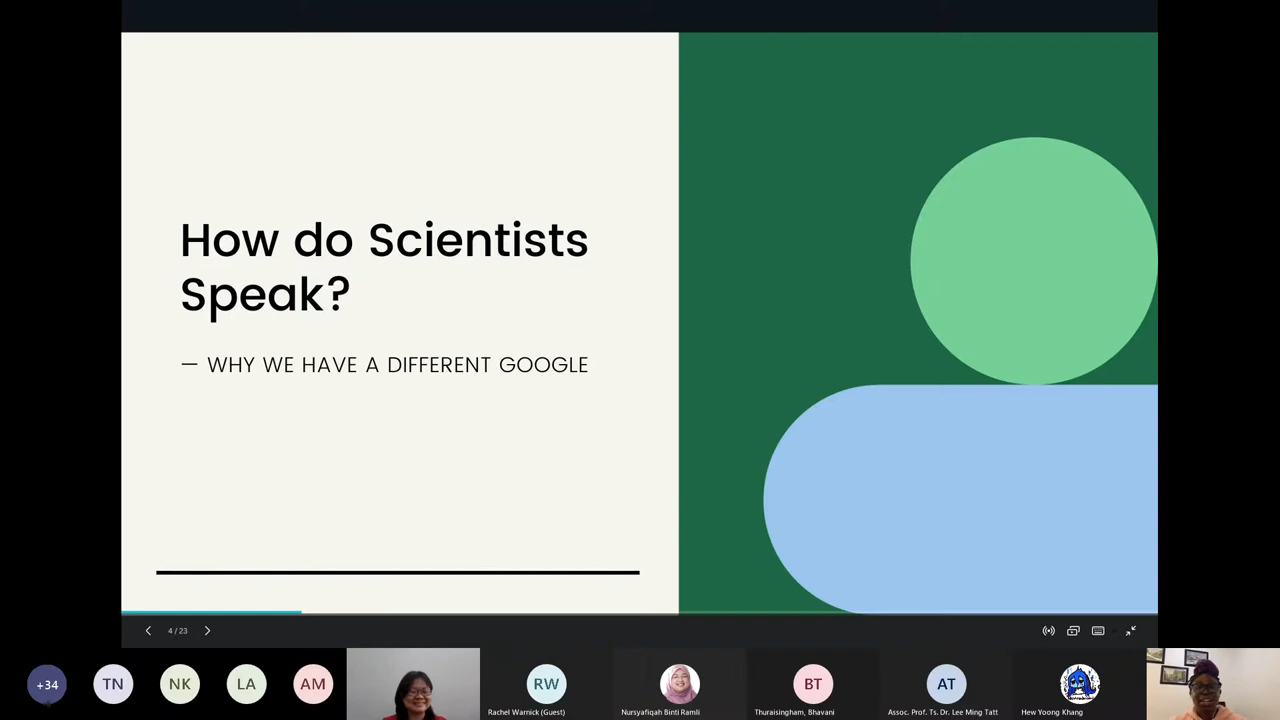 How do Scientists
Speak?
— WHY WE HAVE A DIFFERENT GOOGLE
4 / 23
+34
TN
NK
LA
AM
RW
Rachel Warnick (Guest)
Nursyafiqah Binti Ramli
BT
Thuraisingham, Bhavani
AT
Assoc. Prof. Ts. Dr. Lee Ming Tatt
Hew Yoong Khang